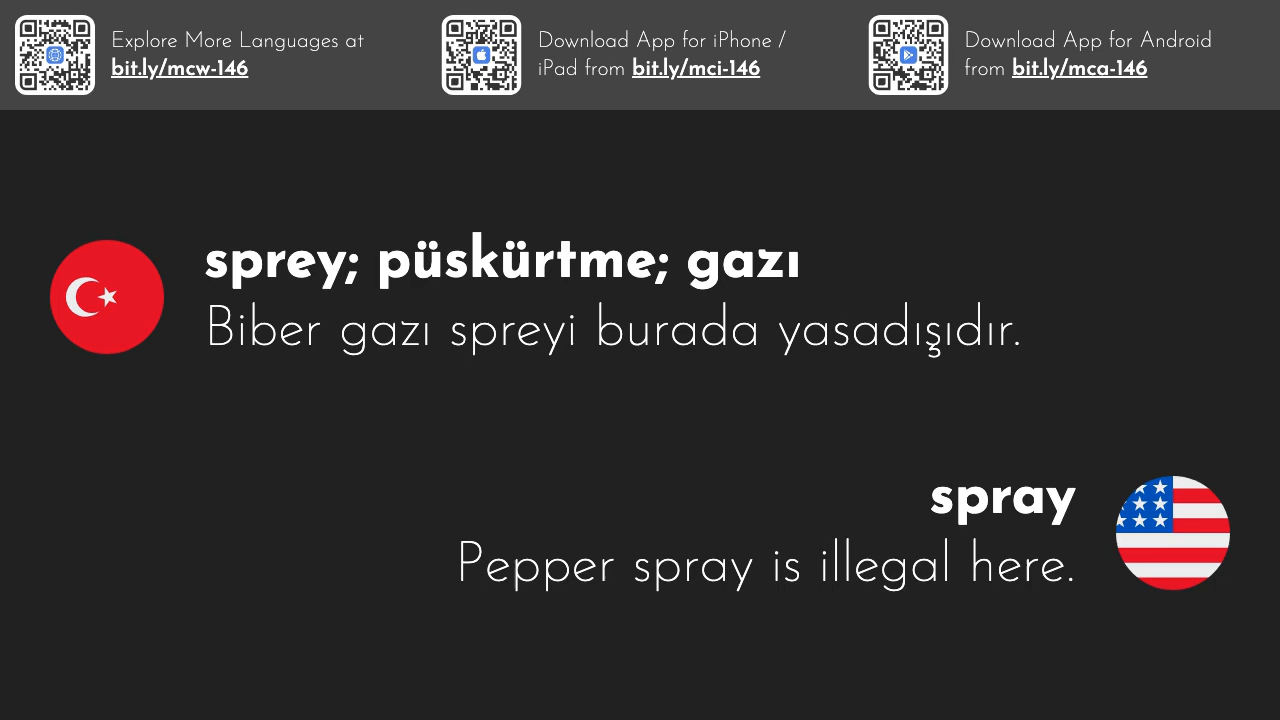 Explore More Languages at
bit.ly/mcw-146
Download App for iPhone /
iPad from bit.ly/mci-146
Download App for Android
from bit.ly/mca-146
sprey; püskürtme; gazı
Biber gazı spreyi burada yasadışıdır.
spray
Pepper spray is illegal here.